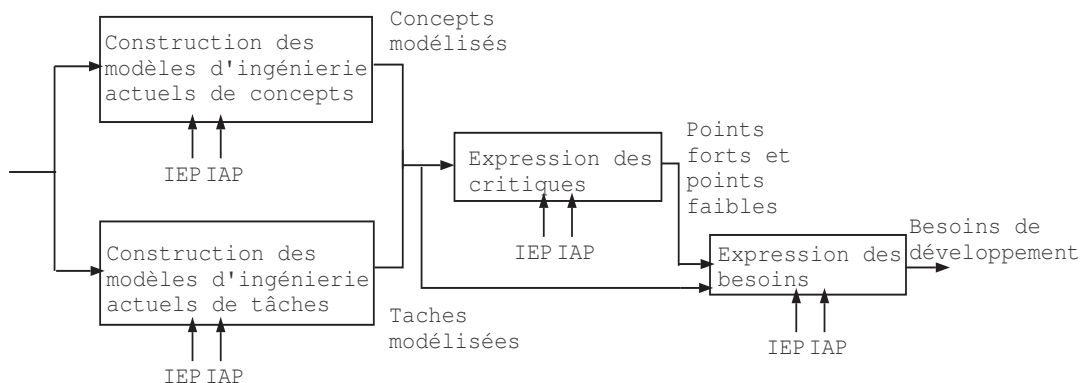 Concepts
modélisés
Construction des
modèles d'ingénierie
actuels de concepts
IEP IAP
Expression des
critiques
IEP IAP
Points
forts et
points
faibles
Construction des
modèles d'ingénierie
actuels de tâches
IEP IAP
Taches
modélisées
Expression des
besoins
IEP IAP
Besoins de
développement